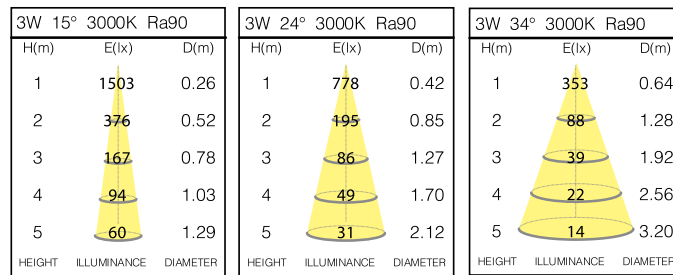 3W 15° 3000K Ra90
H(m) E(lx) D(m)
1 1503 0.26
2 376 0.52
3 167 0.78
4 94 1.03
5 60 1.29
HEIGHT ILLUMINANCE DIAMETER
3W 24° 3000K Ra90
H(m) E(lx) D(m)
1 778 0.42
2 195 0.85
3 86 1.27
4 49 1.70
5 31 2.12
HEIGHT ILLUMINANCE DIAMETER
3W 34° 3000K Ra90
H(m) E(lx) D(m)
1 353 0.64
2 88 1.28
3 39 1.92
4 22 2.56
5 14 3.20
HEIGHT ILLUMINANCE DIAMETER